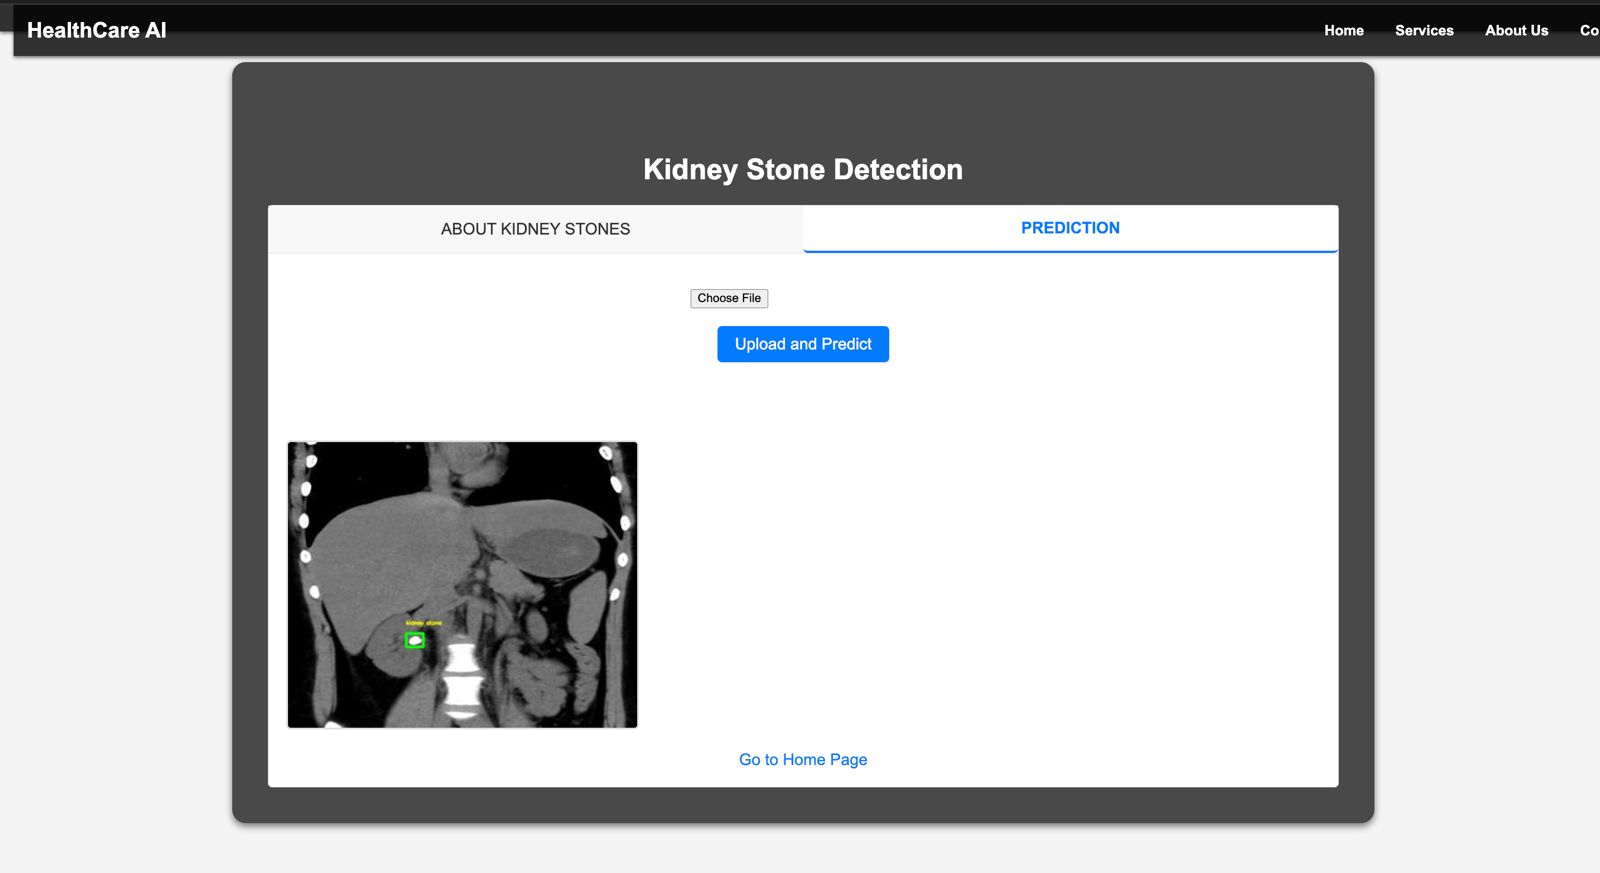 HealthCare AI
Home Services About Us Co
Kidney Stone Detection
ABOUT KIDNEY STONES
PREDICTION
Choose File
Upload and Predict
kidney stone
Go to Home Page